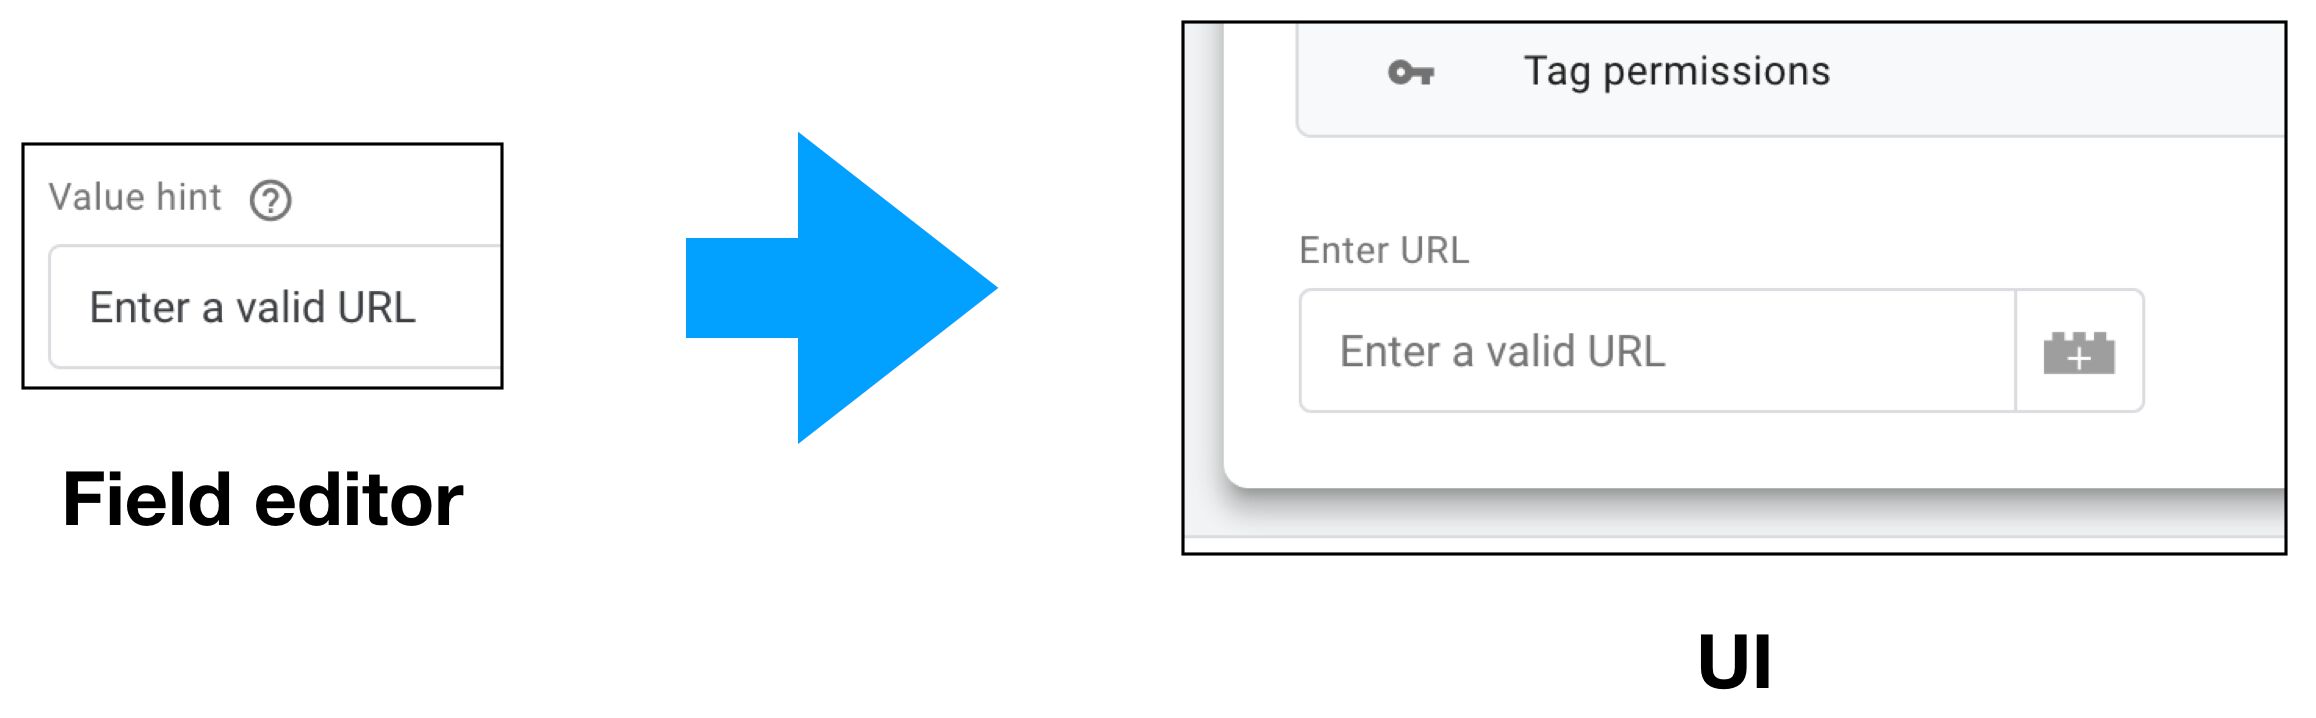 Value hint
Enter a valid URL
Field editor
Tag permissions
Enter URL
Enter a valid URL
UI